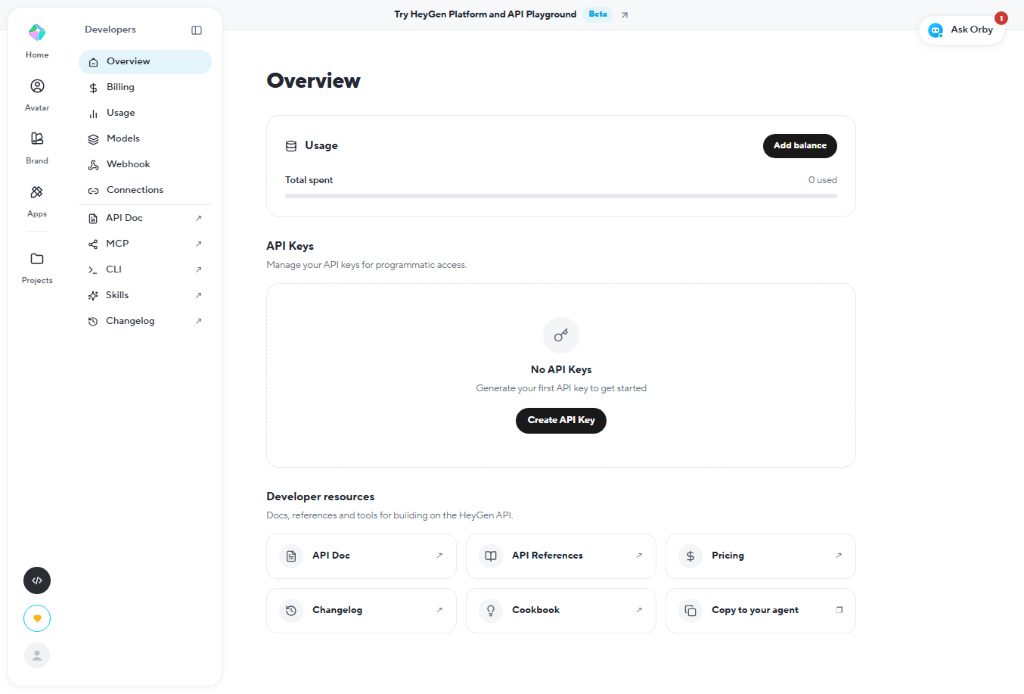 Try HeyGen Platform and API Playground Beta
Ask Orby
1
Home
Avatar
Brand
Apps
Projects
Developers
Overview
Billing
Usage
Models
Webhook
Connections
API Doc
MCP
CLI
Skills
Changelog
Overview
Usage
Add balance
Total spent
0 used
API Keys
Manage your API keys for programmatic access.
No API Keys
Generate your first API key to get started
Create API Key
Developer resources
Docs, references and tools for building on the HeyGen API.
API Doc
API References
Pricing
Changelog
Cookbook
Copy to your agent